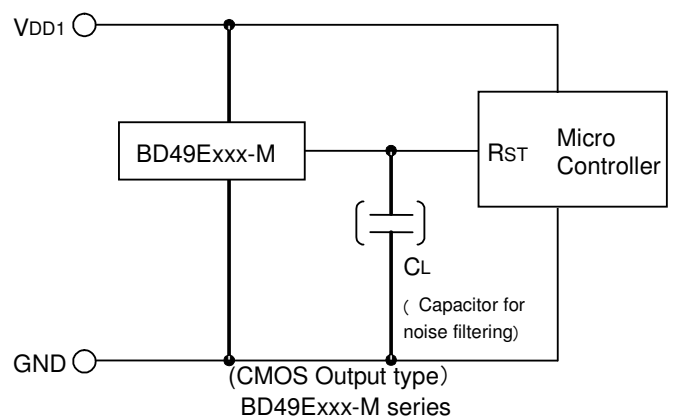 VDD1
BD49Exxx-M
RST
Micro
Controller
CL
( Capacitor for
noise filtering)
GND
(CMOS Output type)
BD49Exxx-M series